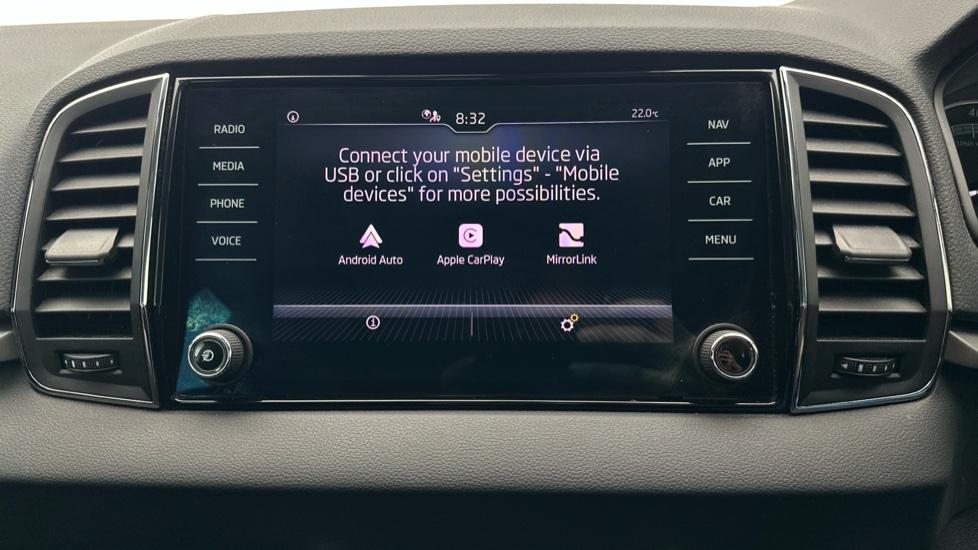 RADIO
MEDIA
PHONE
VOICE
8:32
22.0°C
Connect your mobile device via
USB or click on "Settings" - "Mobile
devices" for more possibilities.
Android Auto
Apple CarPlay
MirrorLink
NAV
APP
CAR
MENU